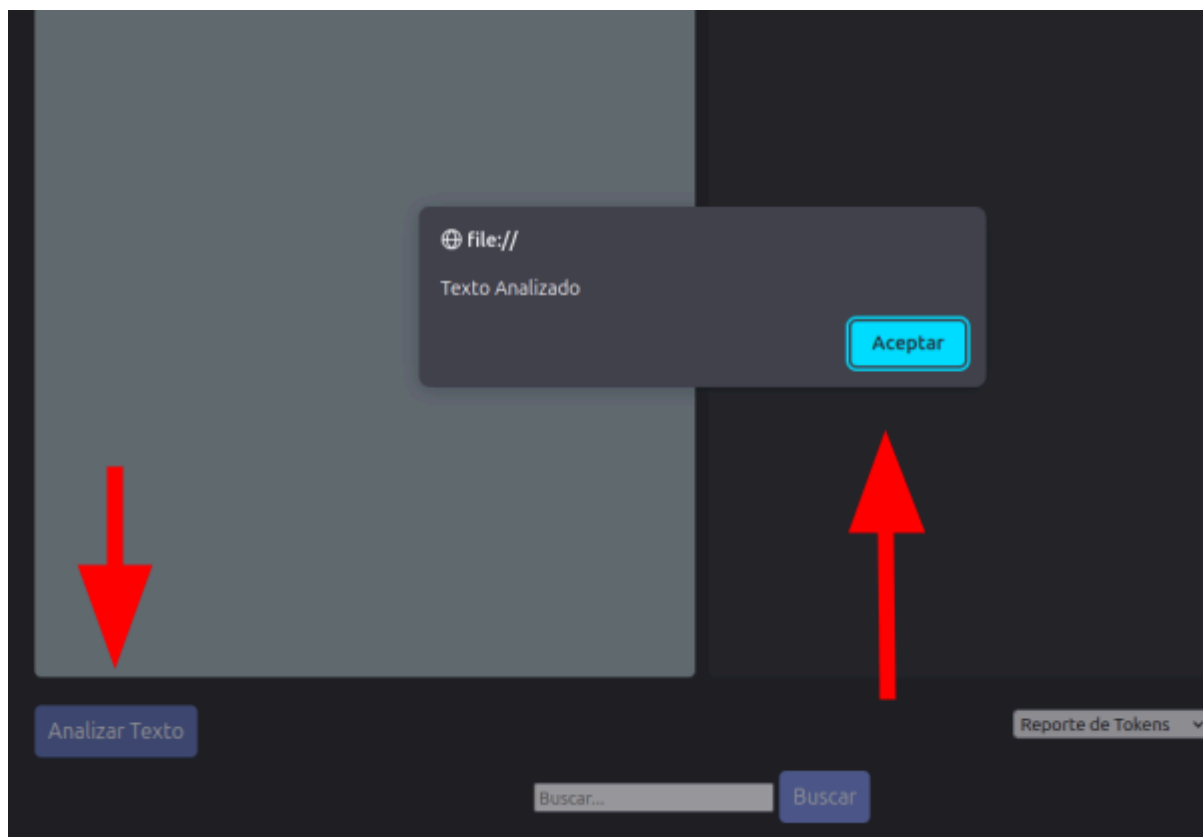 file://
Texto Analizado
Aceptar
Analizar Texto
Reporte de Tokens
Buscar...
Buscar